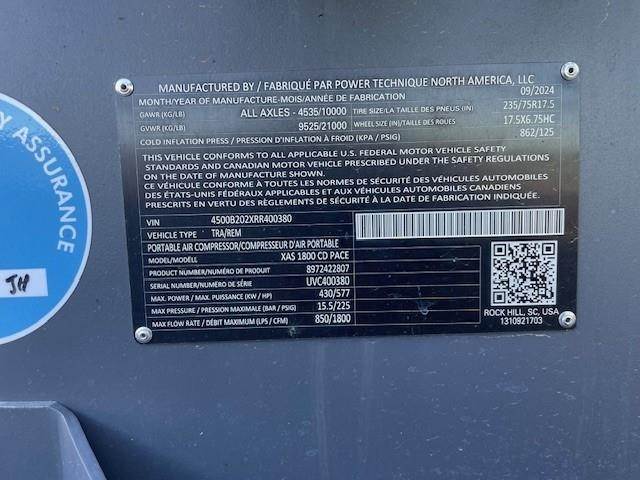 MANUFACTURED BY / FABRIQUÉ PAR POWER TECHNIQUE NORTH AMERICA, LLC
MONTH/YEAR OF MANUFACTURE-MOIS/ANNÉE DE FABRICATION 09/2024
GAWR (KG/LB) ALL AXLES - 4535/10000 TIRE SIZE/LA TAILLE DES PNEUS (IN) 235/75R17.5
GVWR (KG/LB) 9525/21000 WHEEL SIZE (IN)/LA TAILLE DES ROUES 17.5X6.75HC
COLD INFLATION PRESS / PRESSION D'INFLATION À FROID (KPA / PSIG) 862/125
THIS VEHICLE CONFORMS TO ALL APPLICABLE U.S. FEDERAL MOTOR VEHICLE SAFETY
STANDARDS AND CANADIAN MOTOR VEHICLE PRESCRIBED UNDER SAFETY REGULATIONS
ON THE DATE OF MANUFACTURE SHOWN.
CE VÉHICULE CONFORME À TOUTES LES NORMES DE SÉCURITÉ DES VÉHICULES AUTOMOBILES
DES ÉTATS-UNIS FÉDÉRAUX APPLICABLES ET AUX VÉHICULES AUTOMOBILES CANADIENS
PRESCRITS EN VERTU DES RÈGLEMENTS DE SÉCURITÉ À LA DATE DE FABRICATION INDIQUÉE.
VIN 4500B202XRR400380
VEHICLE TYPE TRA/REM
PORTABLE AIR COMPRESSOR/COMPRESSEUR D'AIR PORTABLE
MODEL/MODÈLE XAS 1800 CD PACE
PRODUCT NUMBER/NUMÉRO DE PRODUIT 8972422807
SERIAL NUMBER/NUMÉRO DE SÉRIE UVC400380
MAX. POWER / MAX. PUISSANCE (KW / HP) 430/577
MAX PRESSURE / PRESSION MAXIMALE (BAR / PSIG) 15.5/225
MAX FLOW RATE / DÉBIT MAXIMUM (LPS / CFM) 850/1800
ROCK HILL, SC, USA
1310921703
ASSURANCE
JH